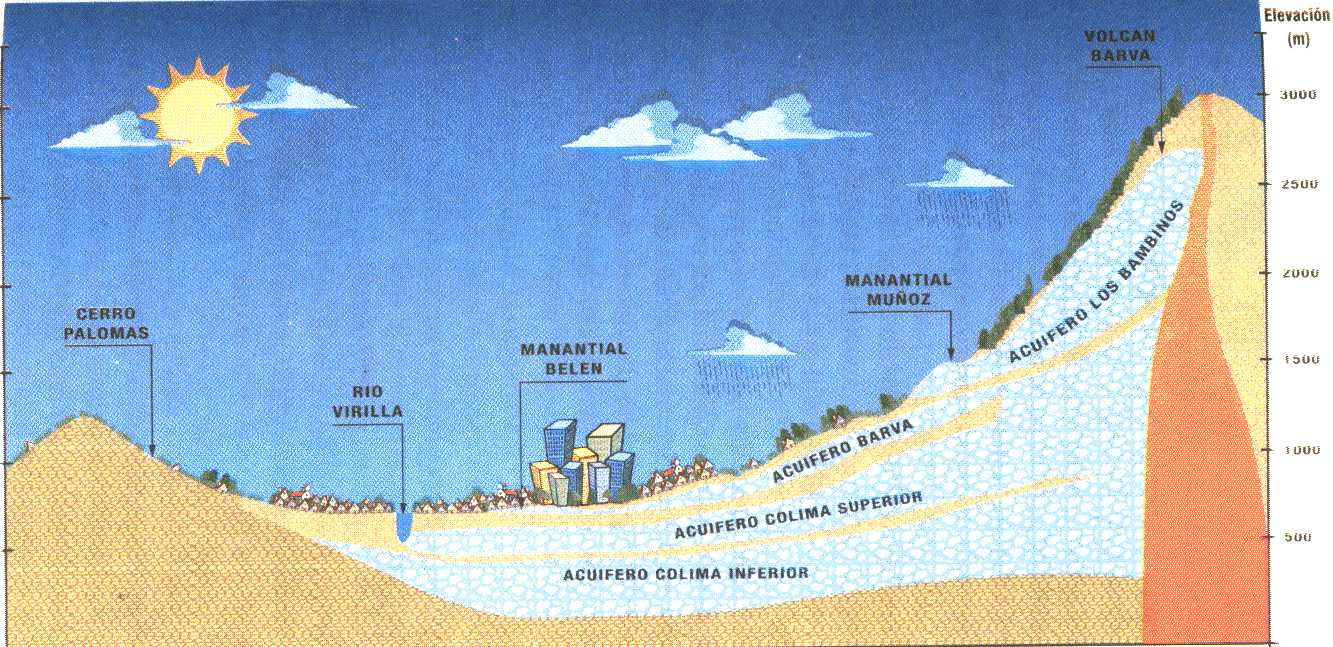 Elevación
(m)
VOLCAN
BARVA
3000
2500
2000
1500
1000
500
MANANTIAL
MUÑOZ
ACUIFERO LOS BAMBINOS
CERRO
PALOMAS
MANANTIAL
BELEN
RIO
VIRILLA
ACUIFERO BARVA
ACUIFERO COLIMA SUPERIOR
ACUIFERO COLIMA INFERIOR